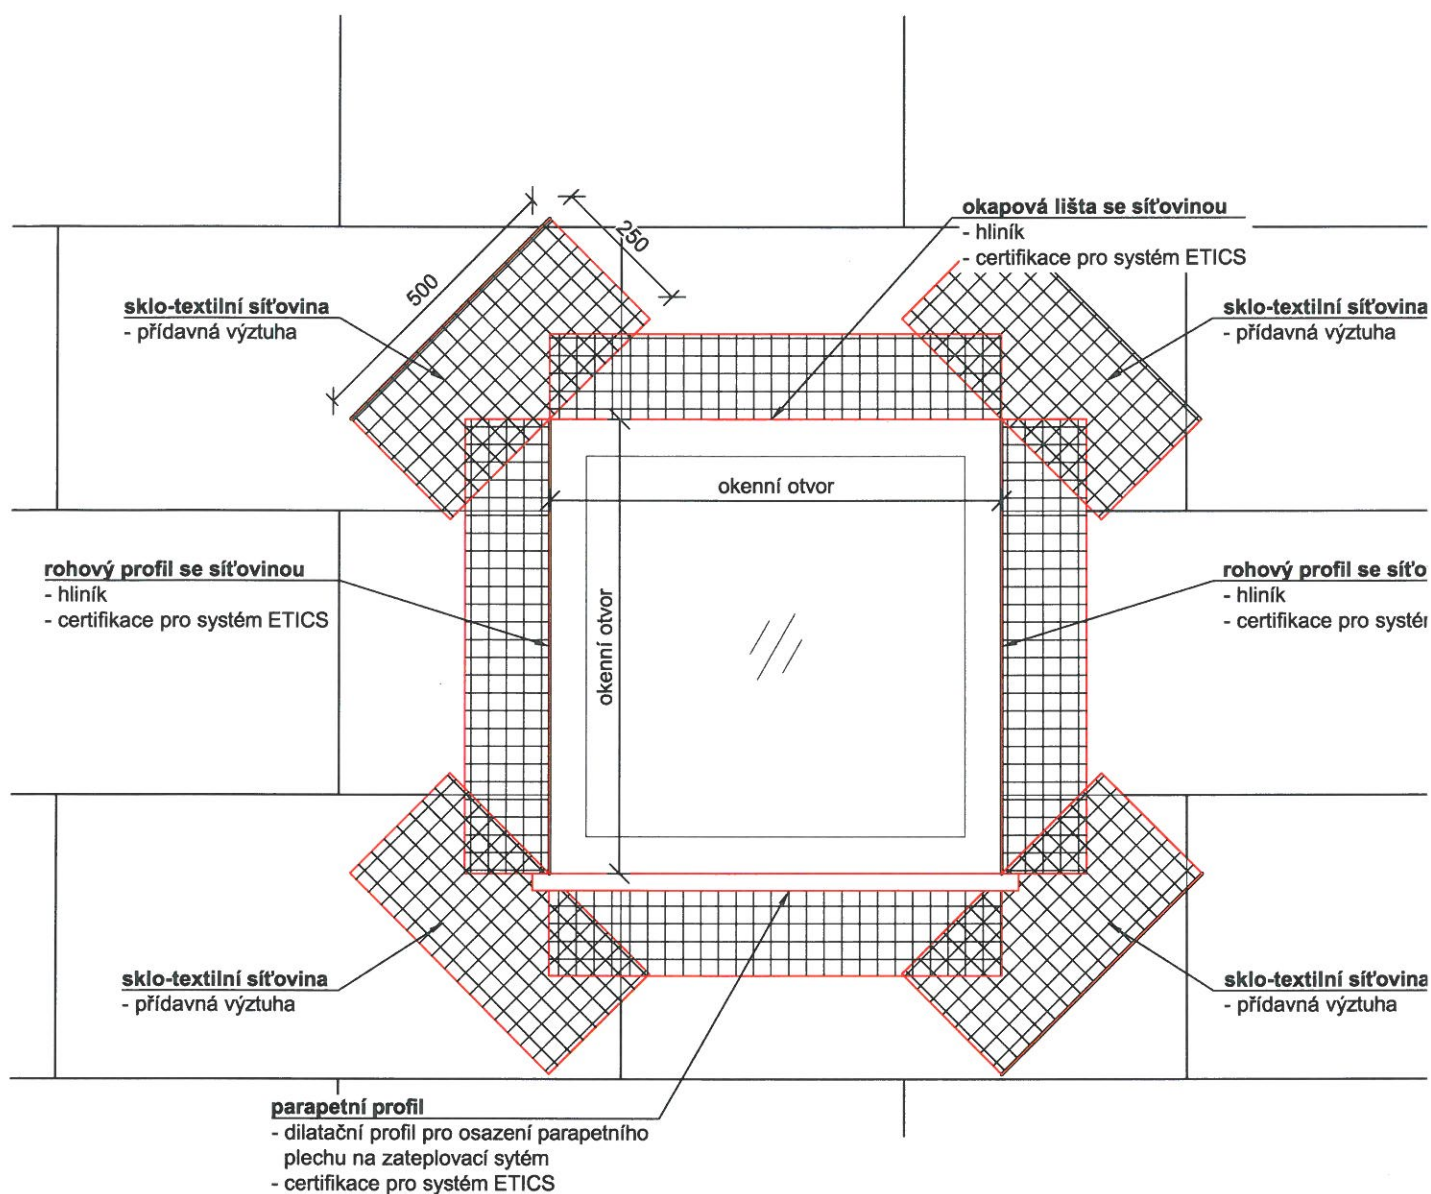 okapová lišta se síťovinou
- hliník
- certifikace pro systém ETICS
250
500
sklo-textilní síťovina
- přídavná výztuha
sklo-textilní síťovina
- přídavná výztuha
okenní otvor
okenní otvor
rohový profil se síťovinou
- hliník
- certifikace pro systém ETICS
rohový profil se síťo
- hliník
- certifikace pro systé
sklo-textilní síťovina
- přídavná výztuha
sklo-textilní síťovina
- přídavná výztuha
parapetní profil
- dilatační profil pro osazení parapetního
plechu na zateplovací sytém
- certifikace pro systém ETICS